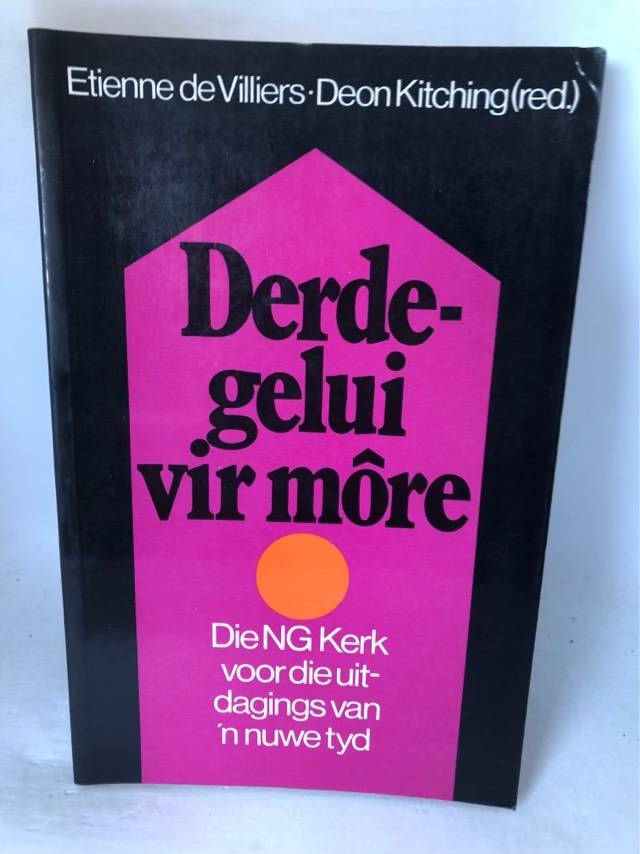 Etienne de Villiers · Deon Kitching (red.)
Derde-
gelui
vir môre
Die NG Kerk
voor die uit-
dagings van
'n nuwe tyd